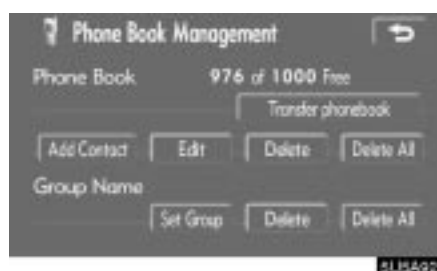 Phone Book Management
Phone Book 976 of 1000 Free
Transfer phonebook
Add Contact Edit Delete Delete All
Group Name
Set Group Delete Delete All